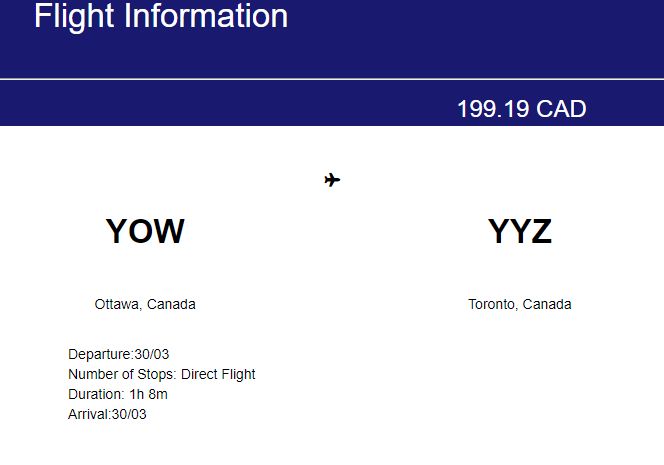 Flight Information
199.19 CAD
YOW
YYZ
Ottawa, Canada
Toronto, Canada
Departure:30/03
Number of Stops: Direct Flight
Duration: 1h 8m
Arrival:30/03